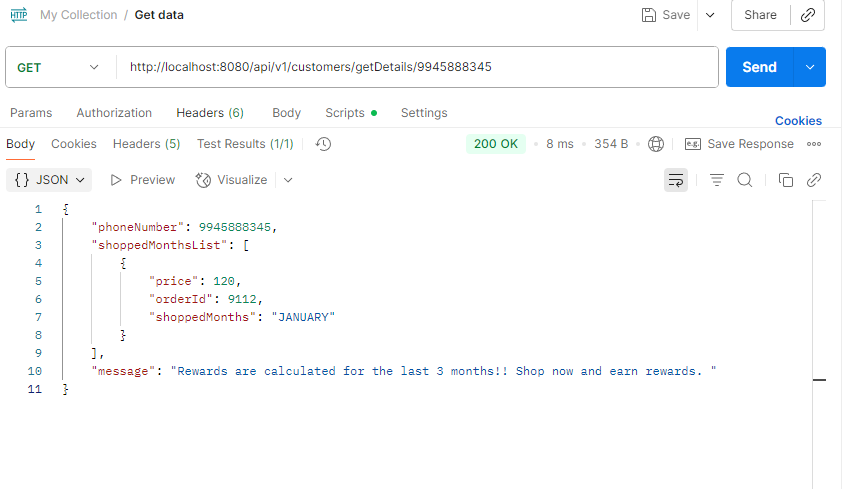 HTTP My Collection / Get data Save Share
GET http://localhost:8080/api/v1/customers/getDetails/9945888345 Send
Params Authorization Headers (6) Body Scripts Settings Cookies
Body Cookies Headers (5) Test Results (1/1) 200 OK 8 ms 354 B e.g. Save Response
{} JSON Preview Visualize
1 {
2 "phoneNumber": 9945888345,
3 "shoppedMonthsList": [
4 {
5 "price": 120,
6 "orderId": 9112,
7 "shoppedMonths": "JANUARY"
8 }
9 ],
10 "message": "Rewards are calculated for the last 3 months!! Shop now and earn rewards. "
11 }